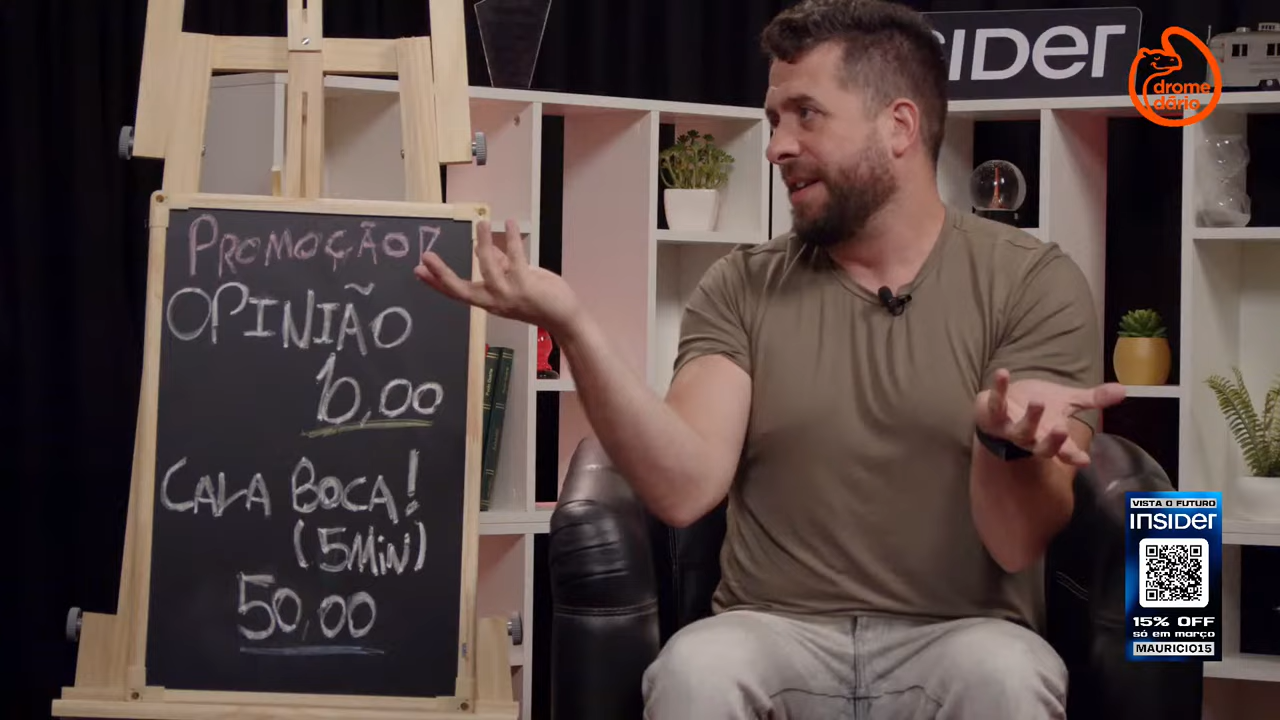 PROMOÇÃO!
OPINIÃO
10,00
CALA BOCA!
(5MIN)
50,00
INSIDER
drome
dário
VISTA O FUTURO
INSIDER
15% OFF
só em março
MAURICIO15